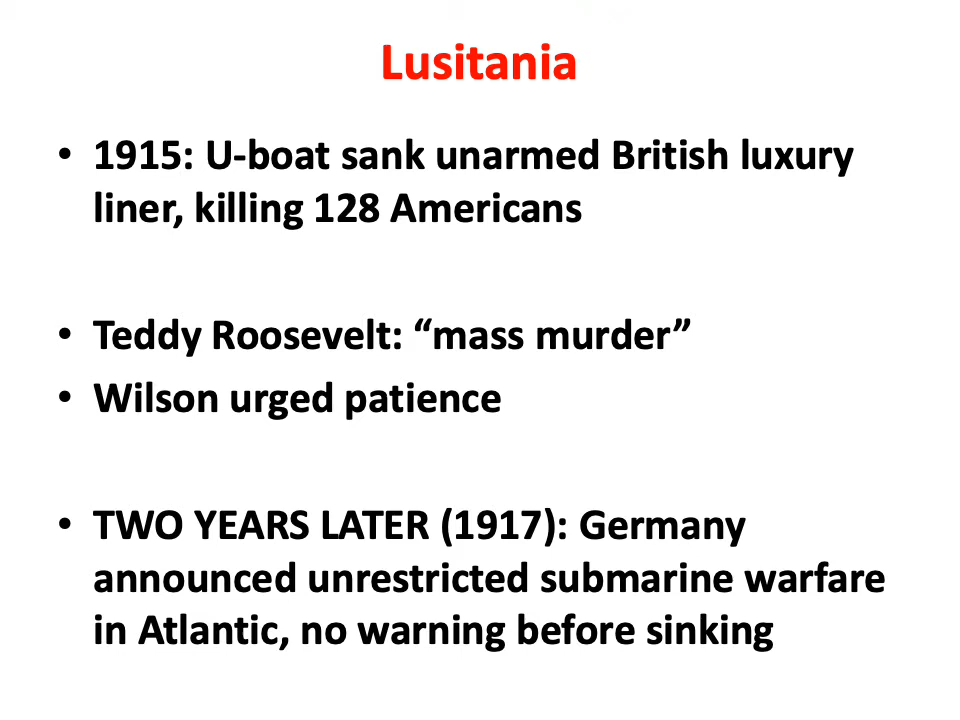 Lusitania
• 1915: U-boat sank unarmed British luxury
liner, killing 128 Americans
• Teddy Roosevelt: “mass murder”
• Wilson urged patience
• TWO YEARS LATER (1917): Germany
announced unrestricted submarine warfare
in Atlantic, no warning before sinking